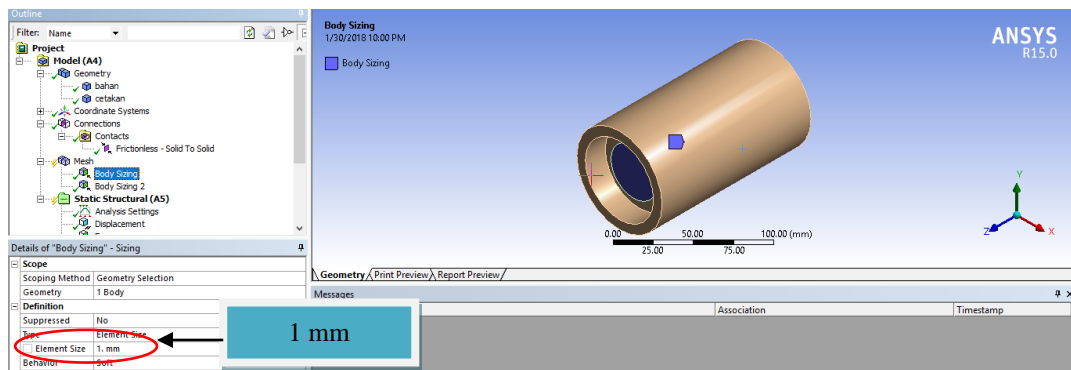 Outline
Filter: Name
Project
Model (A4)
Geometry
bahan
cetakan
Coordinate Systems
Connections
Contacts
Frictionless - Solid To Solid
Mesh
Body Sizing
Body Sizing 2
Static Structural (A5)
Analysis Settings
Displacement
Details of "Body Sizing" - Sizing
Scope
Scoping Method Geometry Selection
Geometry 1 Body
Definition
Suppressed No
Type Element Size
Element Size 1. mm
Behavior Soft
1 mm
Body Sizing
1/30/2018 10:00 PM
Body Sizing
ANSYS
R15.0
0.00 50.00 100.00 (mm)
25.00 75.00
Y
Z X
Geometry Print Preview Report Preview
Messages
Association Timestamp